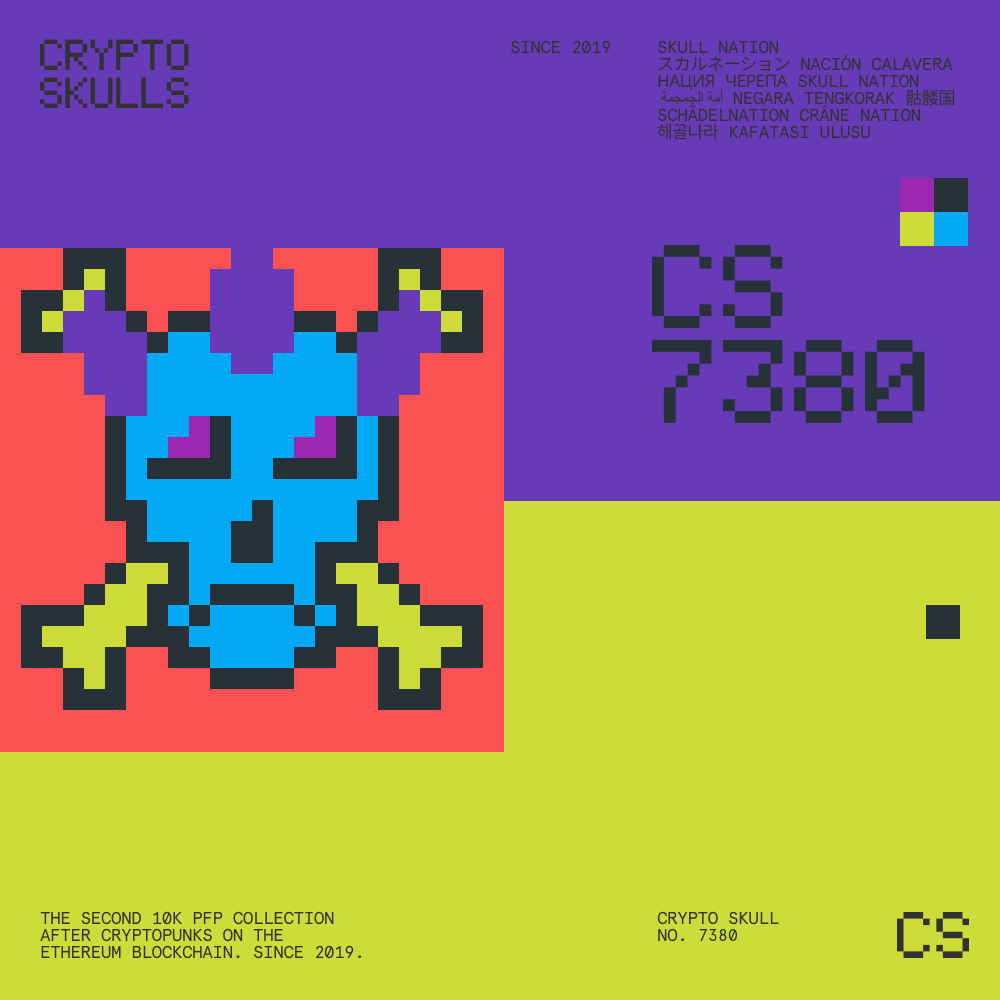 CRYPTO
SKULLS
SINCE 2019
SKULL NATION
スカルネーション NACIÓN CALAVERA
НАЦИЯ ЧЕРЕПА SKULL NATION
أمة الجمجمة NEGARA TENGKORAK 骷髅国
SCHÄDELNATION CRÂNE NATION
해골나라 KAFATASI ULUSU
CS
7380
THE SECOND 10K PFP COLLECTION
AFTER CRYPTOPUNKS ON THE
ETHEREUM BLOCKCHAIN. SINCE 2019.
CRYPTO SKULL
NO. 7380
CS